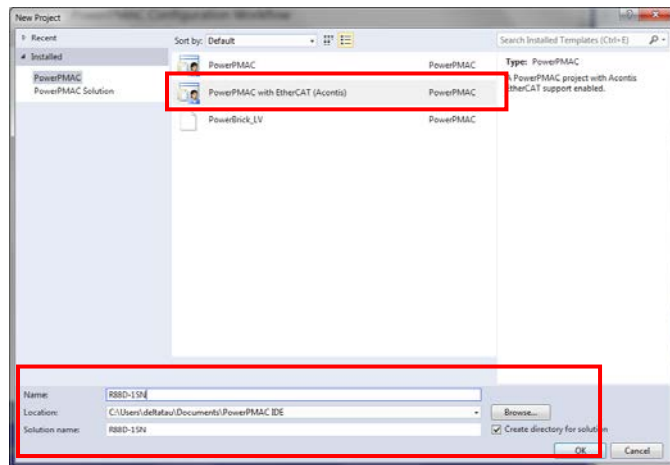 New Project
Recent
Installed
PowerPMAC
PowerPMAC Solution
Sort by: Default
Search Installed Templates (Ctrl+E)
PowerPMAC PowerPMAC
PowerPMAC with EtherCAT (Acontis) PowerPMAC
PowerBrick_LV PowerPMAC
Type: PowerPMAC
A PowerPMAC project with Acontis
EtherCAT support enabled.
Name: R88D-1SN
Location: C:\Users\deltatau\Documents\PowerPMAC IDE
Browse...
Solution name: R88D-1SN
Create directory for solution
OK Cancel